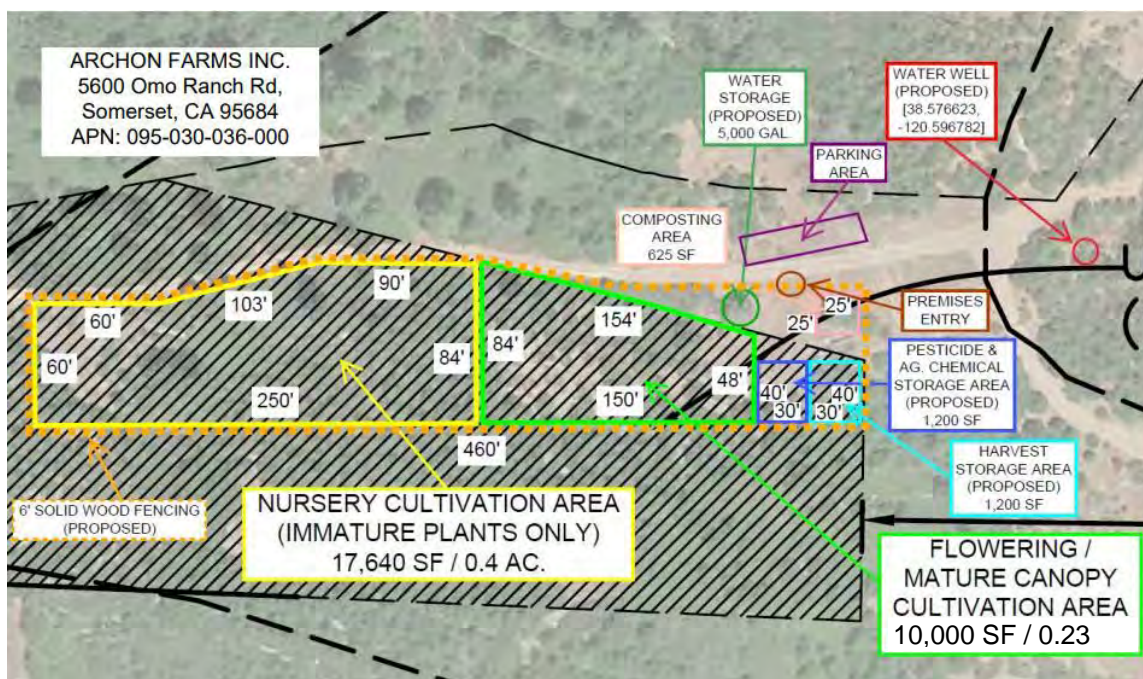 ARCHON FARMS INC.
5600 Omo Ranch Rd,
Somerset, CA 95684
APN: 095-030-036-000
WATER
STORAGE
(PROPOSED)
5,000 GAL.
WATER WELL
(PROPOSED)
[38.576623,
-120.596782]
PARKING
AREA
COMPOSTING
AREA
625 SF
PREMISES
ENTRY
60'
103'
90'
60'
84'
250'
84'
154'
150'
48'
25'
25'
40'
30'
40'
30'
460'
PESTICIDE &
AG. CHEMICAL
STORAGE AREA
(PROPOSED)
1,200 SF
HARVEST
STORAGE AREA
(PROPOSED)
1,200 SF
6' SOLID WOOD FENCING
(PROPOSED)
NURSERY CULTIVATION AREA
(IMMATURE PLANTS ONLY)
17,640 SF / 0.4 AC.
FLOWERING /
MATURE CANOPY
CULTIVATION AREA
10,000 SF / 0.23